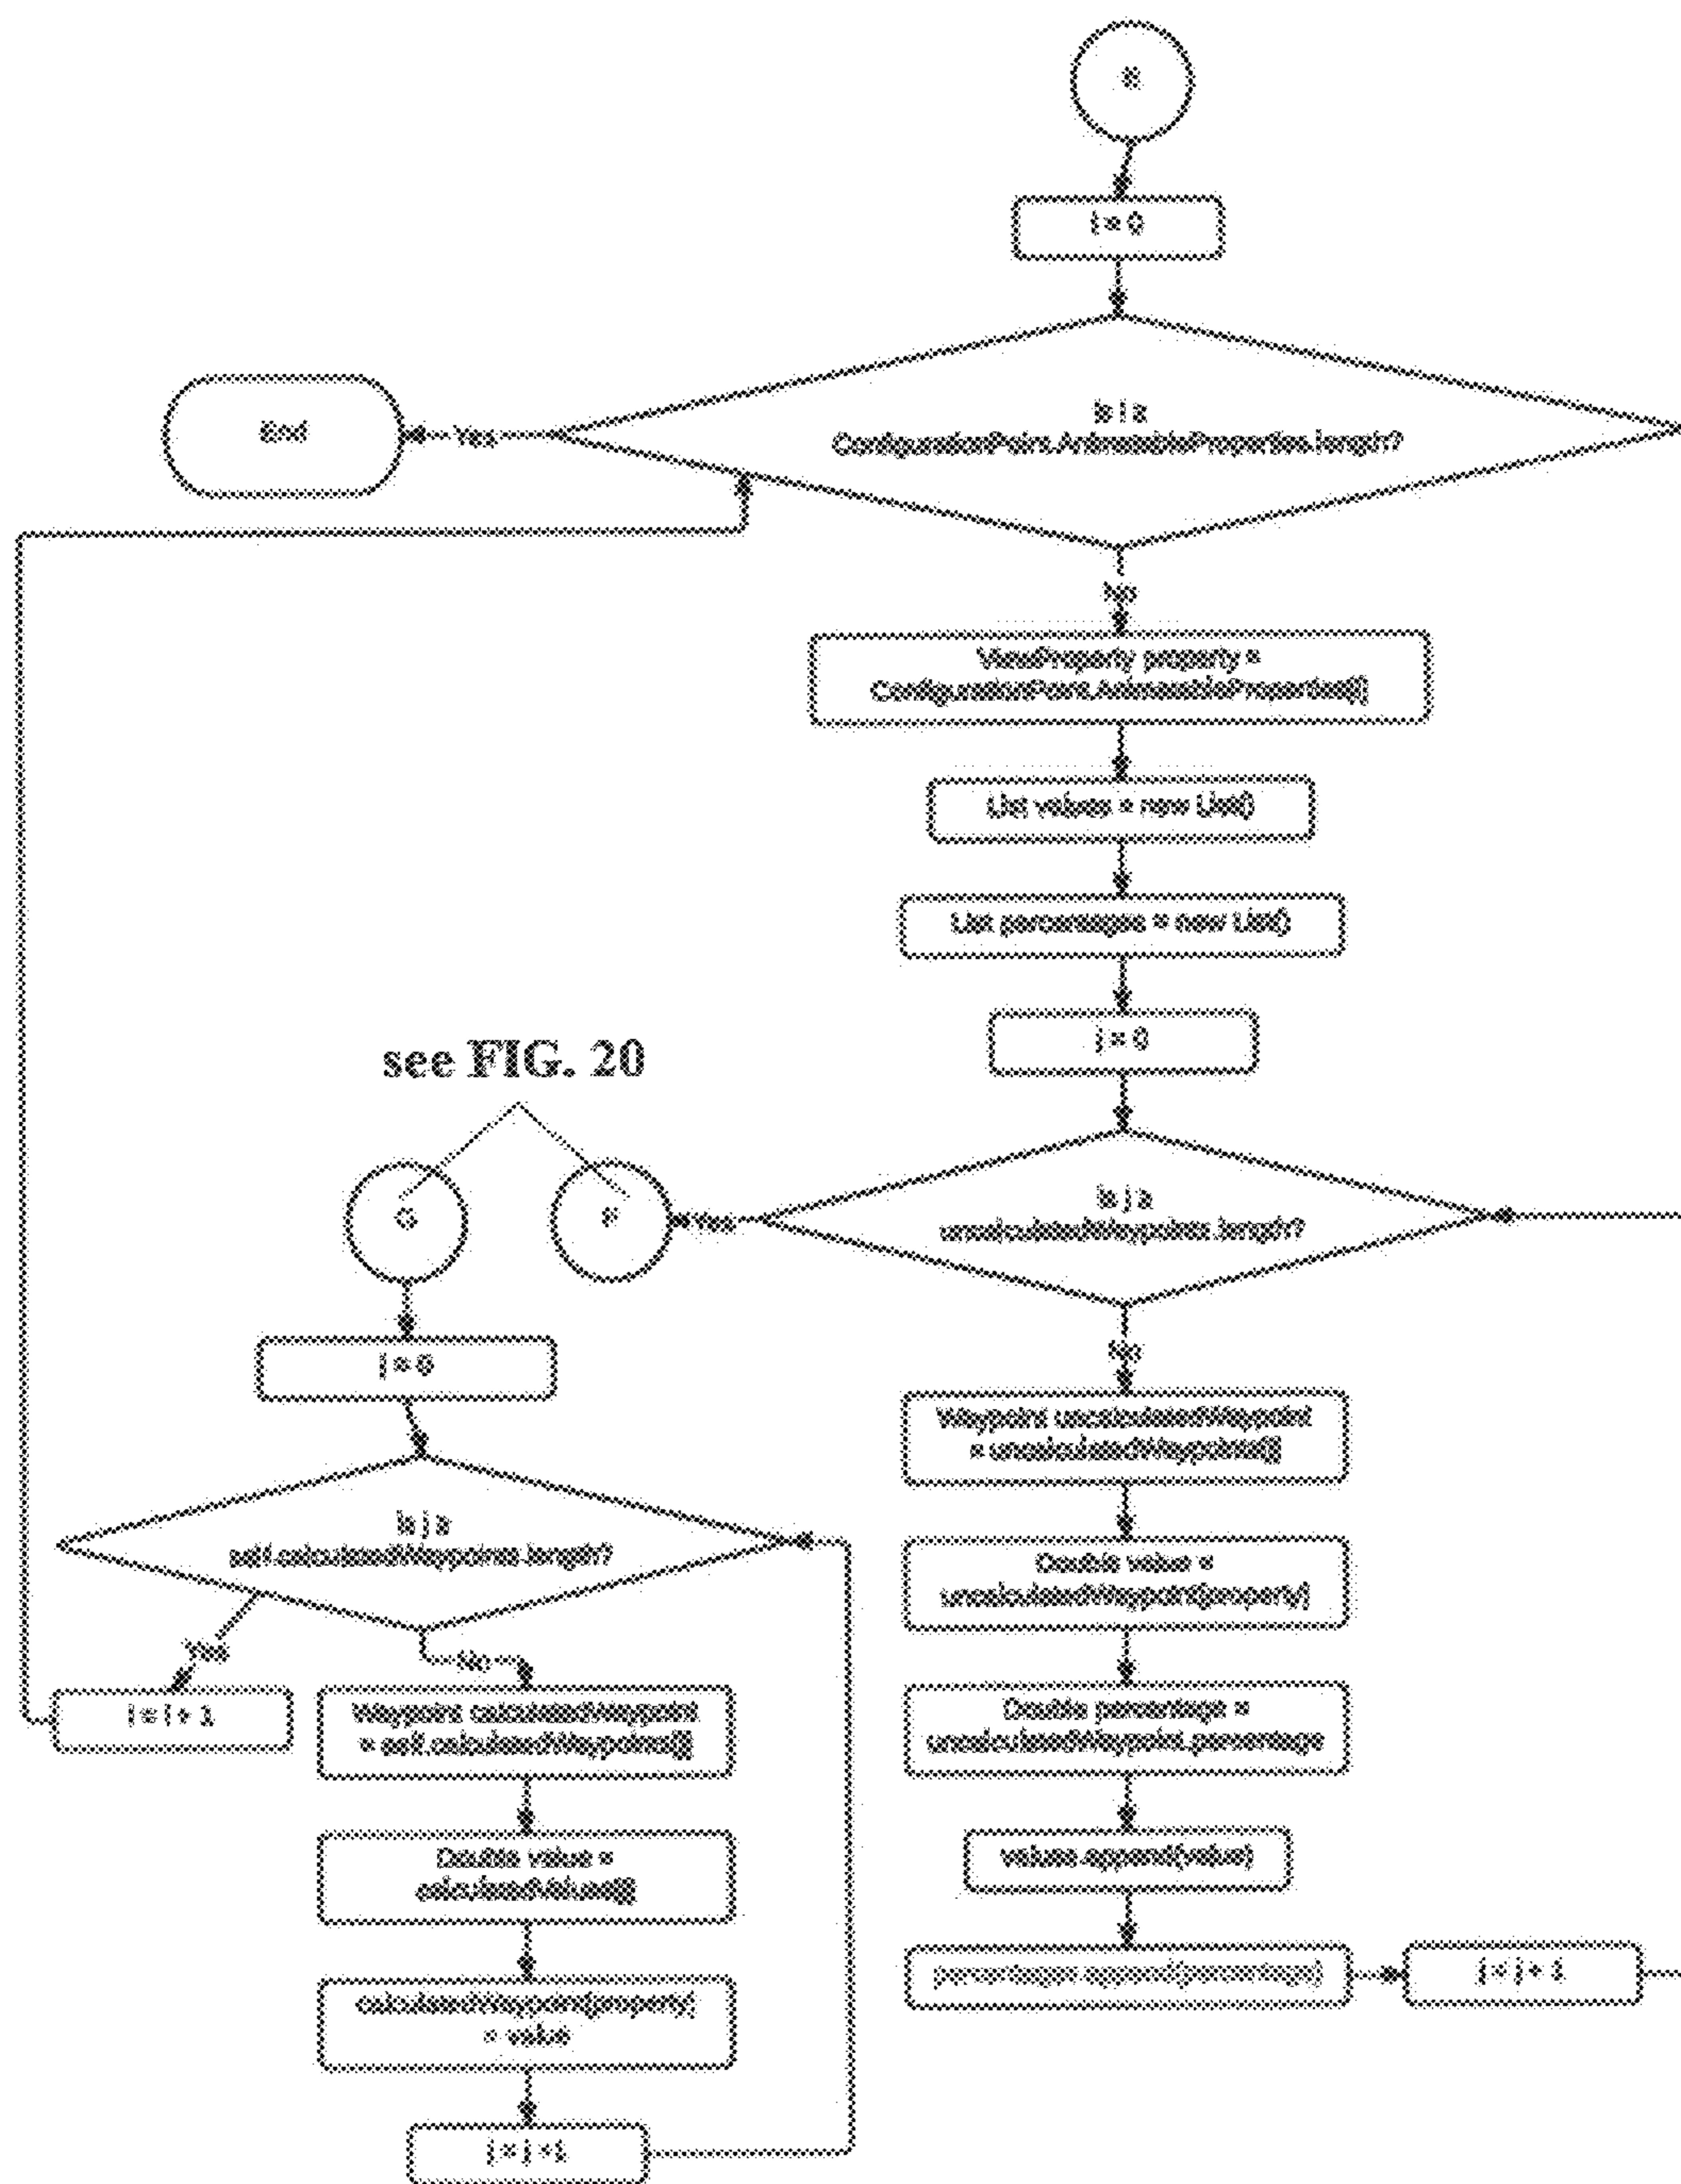 i = 0
End
Yes
is i ≥
ConfigurationPoint.AnimatableProperties.length?
No
ViewProperty property =
ConfigurationPoint.AnimatableProperties[i]
List values = new List()
List percentages = new List()
j = 0
see FIG. 20
G
F
Yes
is j ≥
uncalculatedWaypoints.length?
j = 0
No
Waypoint uncalculatedWaypoint
= uncalculatedWaypoints[j]
is j ≥
self.calculatedWaypoints.length?
Double value =
uncalculatedWaypoint[property]
Yes
No
i = i + 1
Waypoint calculatedWaypoint
= self.calculatedWaypoints[j]
Double percentage =
uncalculatedWaypoint.percentage
Double value =
calculatedValues[j]
values.append(value)
percentages.append(percentage)
j = j + 1
calculatedWaypoint[property]
= value
j = j + 1